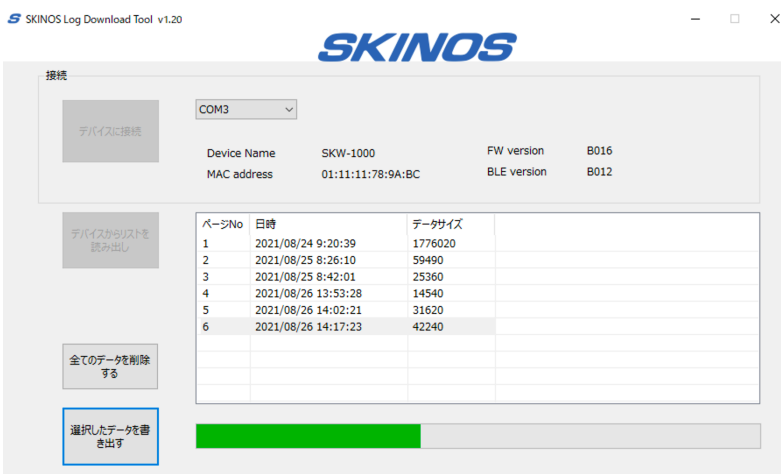 SKINOS Log Download Tool v1.20
SKINOS
接続
デバイスに接続
COM3
Device Name SKW-1000 FW version B016
MAC address 01:11:11:78:9A:BC BLE version B012
デバイスからリストを
読み出し
ページNo 日時 データサイズ
1 2021/08/24 9:20:39 1776020
2 2021/08/25 8:26:10 59490
3 2021/08/25 8:42:01 25360
4 2021/08/26 13:53:28 14540
5 2021/08/26 14:02:21 31620
6 2021/08/26 14:17:23 42240
全てのデータを削除
する
選択したデータを書
き出す